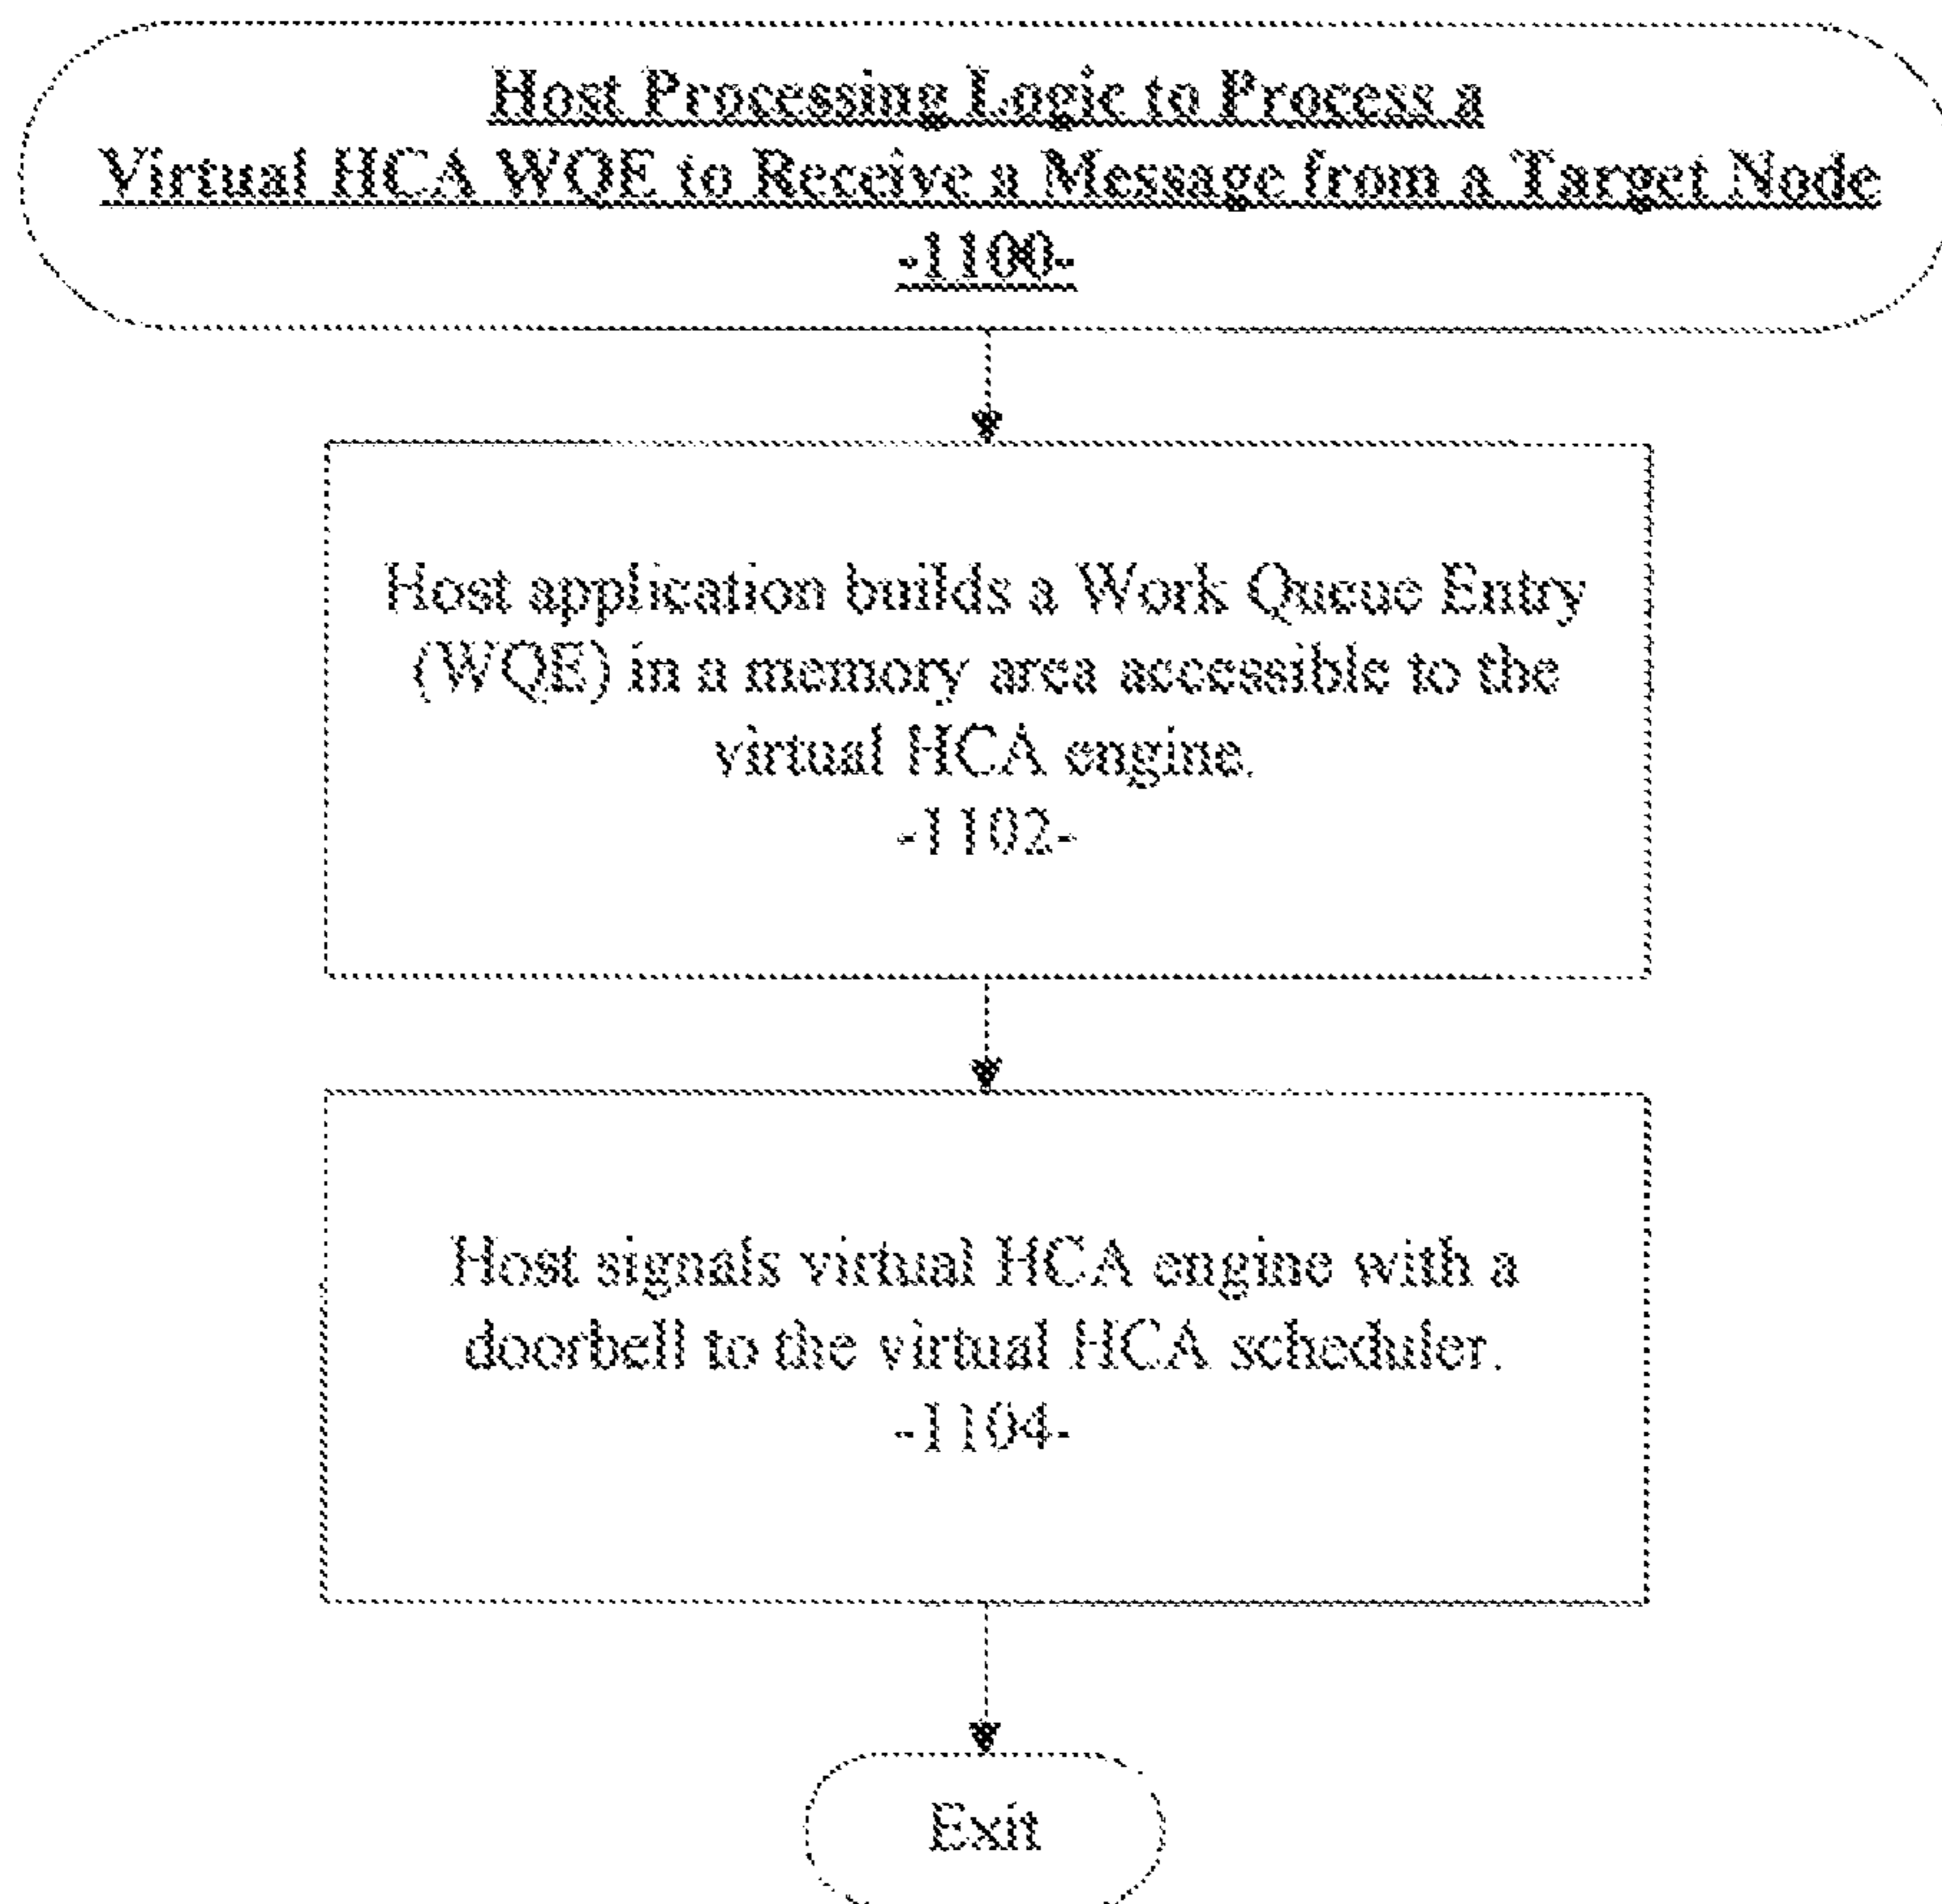 Host Processing Logic to Process a
Virtual HCA WQE to Receive a Message from a Target Node
-1100-
Host application builds a Work Queue Entry
(WQE) in a memory area accessible to the
virtual HCA engine.
-1102-
Host signals virtual HCA engine with a
doorbell to the virtual HCA scheduler.
-1104-
Exit